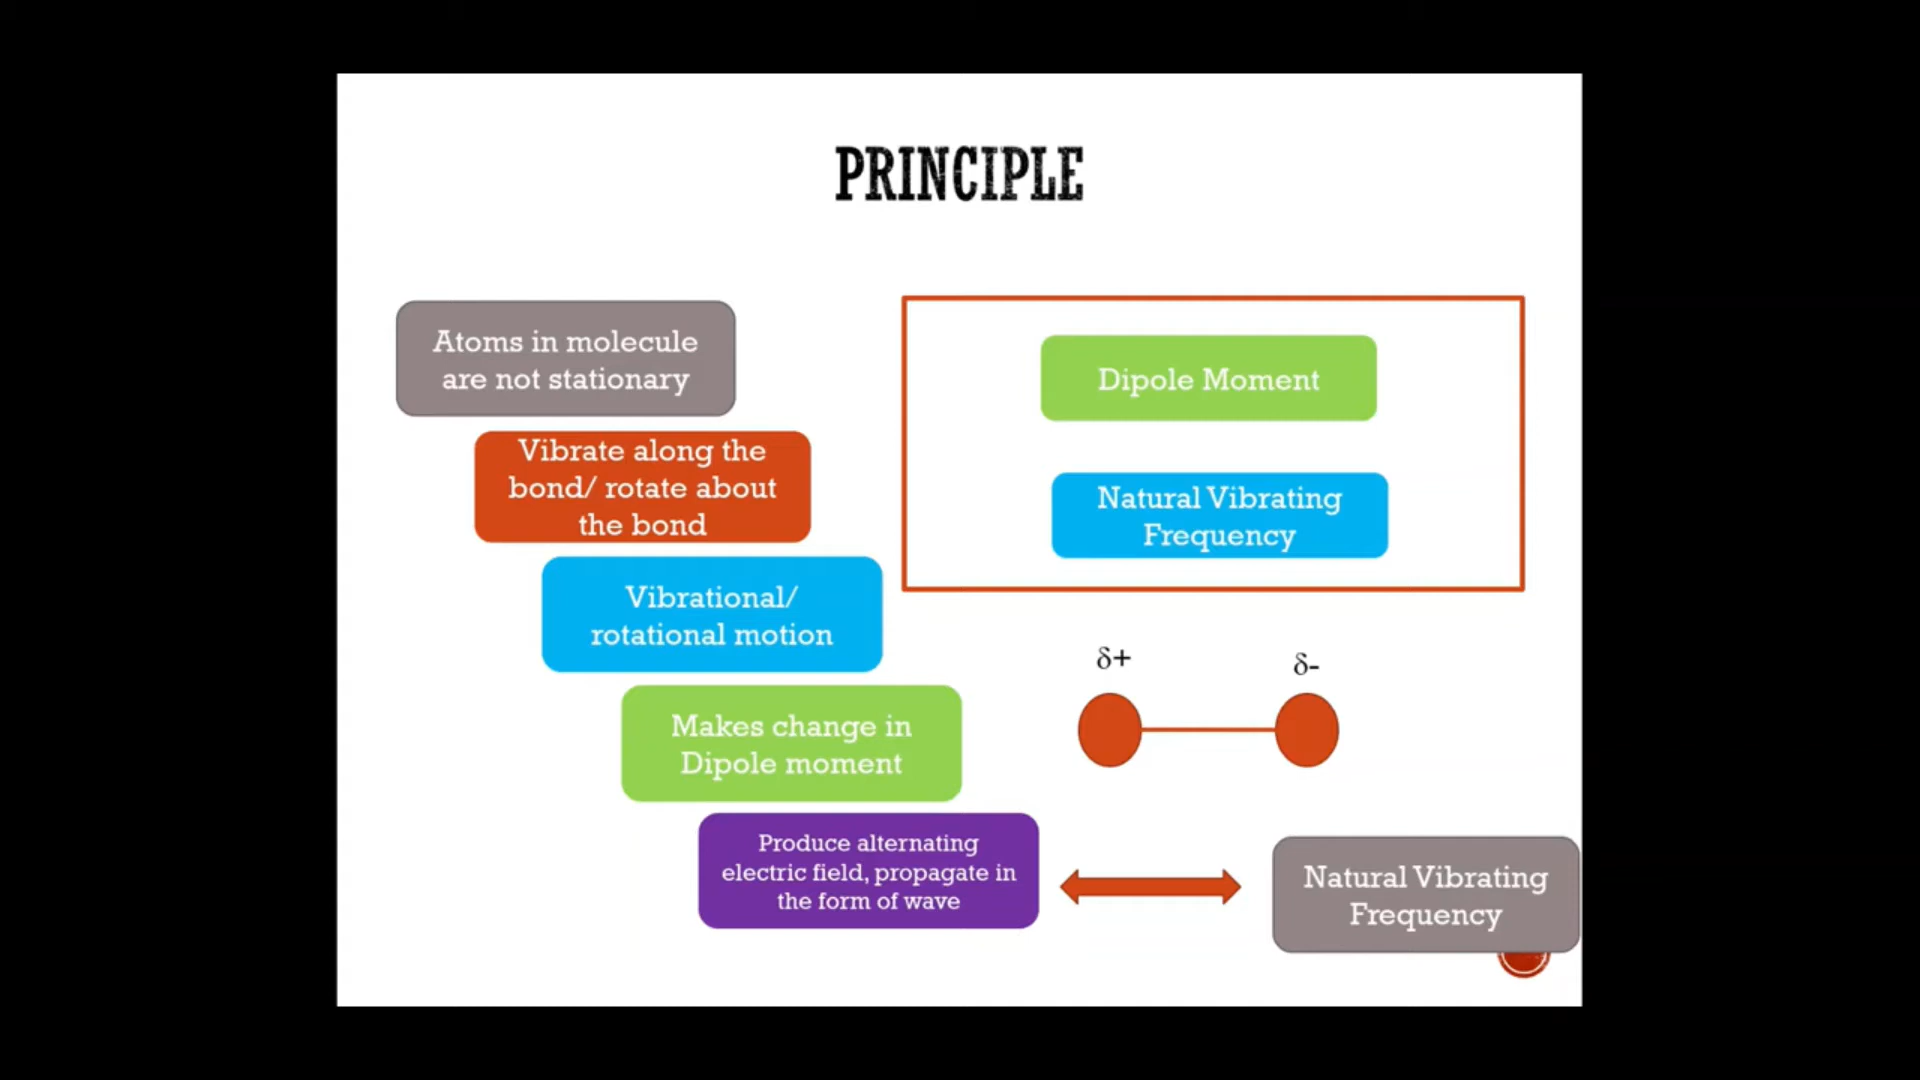 PRINCIPLE
Atoms in molecule
are not stationary
Vibrate along the
bond/ rotate about
the bond
Vibrational/
rotational motion
Makes change in
Dipole moment
Produce alternating
electric field, propagate in
the form of wave
Dipole Moment
Natural Vibrating
Frequency
δ+
δ-
Natural Vibrating
Frequency